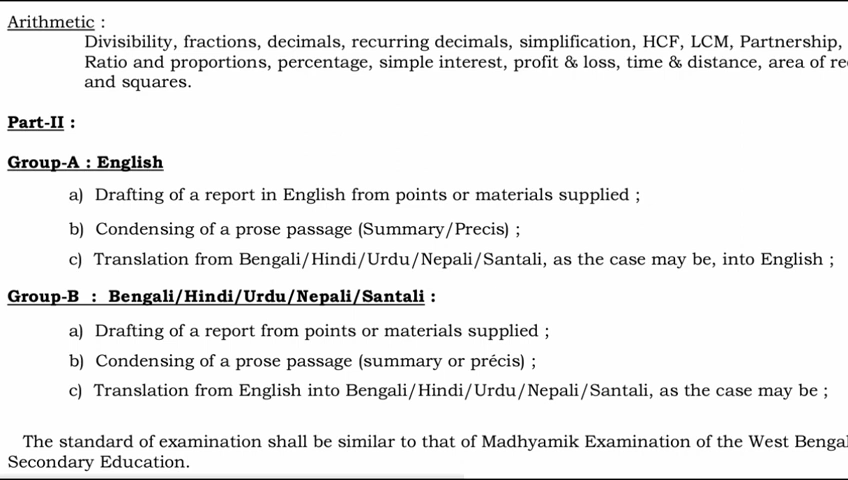 Arithmetic :
Divisibility, fractions, decimals, recurring decimals, simplification, HCF, LCM, Partnership,
Ratio and proportions, percentage, simple interest, profit & loss, time & distance, area of re
and squares.
Part-II :
Group-A : English
a) Drafting of a report in English from points or materials supplied ;
b) Condensing of a prose passage (Summary/Precis) ;
c) Translation from Bengali/Hindi/Urdu/Nepali/Santali, as the case may be, into English ;
Group-B : Bengali/Hindi/Urdu/Nepali/Santali :
a) Drafting of a report from points or materials supplied ;
b) Condensing of a prose passage (summary or précis) ;
c) Translation from English into Bengali/Hindi/Urdu/Nepali/Santali, as the case may be ;
The standard of examination shall be similar to that of Madhyamik Examination of the West Bengal
Secondary Education.